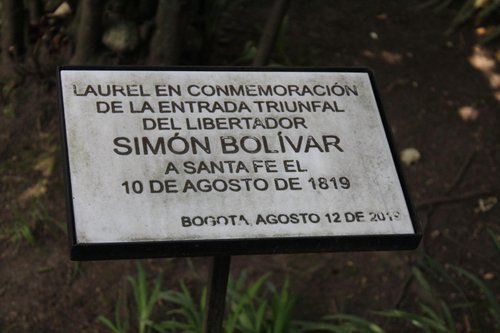 LAUREL EN CONMEMORACIÓN
DE LA ENTRADA TRIUNFAL
DEL LIBERTADOR
SIMÓN BOLÍVAR
A SANTA FE EL
10 DE AGOSTO DE 1819
BOGOTA, AGOSTO 12 DE 2019